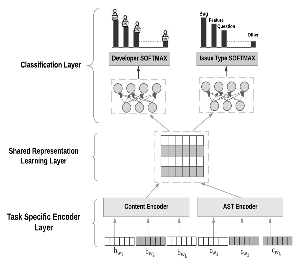 Bug
Feature
Question
Other
Classification Layer
Developer SOFTMAX
Issue Type SOFTMAX
Shared Representation
Learning Layer
Task Specific Encoder
Layer
Content Encoder
AST Encoder